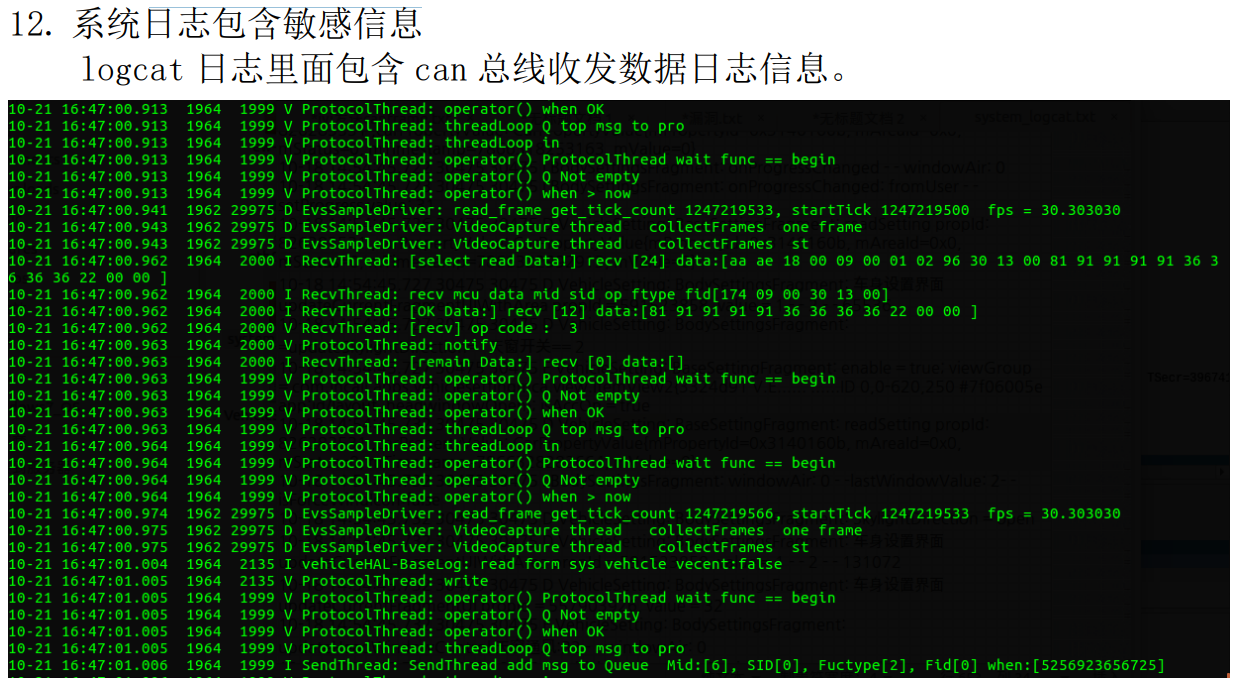 12. 系统日志包含敏感信息
logcat 日志里面包含 can 总线收发数据日志信息。
10-21 16:47:00.913  1964  1999 V ProtocolThread: operator() when OK
10-21 16:47:00.913  1964  1999 V ProtocolThread: threadLoop Q top msg to pro
10-21 16:47:00.913  1964  1999 V ProtocolThread: threadLoop in
10-21 16:47:00.913  1964  1999 V ProtocolThread: operator() ProtocolThread wait func == begin
10-21 16:47:00.913  1964  1999 V ProtocolThread: operator() Q Not empty
10-21 16:47:00.913  1964  1999 V ProtocolThread: operator() when > now
10-21 16:47:00.941  1962 29975 D EvsSampleDriver: read_frame get_tick_count 1247219533, startTick 1247219500  fps = 30.303030
10-21 16:47:00.943  1962 29975 D EvsSampleDriver: VideoCapture thread   collectFrames  one frame
10-21 16:47:00.943  1962 29975 D EvsSampleDriver: VideoCapture thread    collectFrames  st
10-21 16:47:00.962  1964  2000 I RecvThread: [select read Data!] recv [24] data:[aa ae 18 00 09 00 01 02 96 30 13 00 81 91 91 91 91 36 3
6 36 36 22 00 00 ]
10-21 16:47:00.962  1964  2000 I RecvThread: recv mcu data mid sid op ftype fid[174 09 00 30 13 00]
10-21 16:47:00.962  1964  2000 I RecvThread: [OK Data:] recv [12] data:[81 91 91 91 91 36 36 36 36 22 00 00 ]
10-21 16:47:00.962  1964  2000 V RecvThread: [recv] op code :  3
10-21 16:47:00.963  1964  2000 V ProtocolThread: notify
10-21 16:47:00.963  1964  2000 I RecvThread: [remain Data:] recv [0] data:[]
10-21 16:47:00.963  1964  1999 V ProtocolThread: operator() ProtocolThread wait func == begin
10-21 16:47:00.963  1964  1999 V ProtocolThread: operator() Q Not empty
10-21 16:47:00.963  1964  1999 V ProtocolThread: operator() when OK
10-21 16:47:00.963  1964  1999 V ProtocolThread: threadLoop Q top msg to pro
10-21 16:47:00.964  1964  1999 V ProtocolThread: threadLoop in
10-21 16:47:00.964  1964  1999 V ProtocolThread: operator() ProtocolThread wait func == begin
10-21 16:47:00.964  1964  1999 V ProtocolThread: operator() Q Not empty
10-21 16:47:00.964  1964  1999 V ProtocolThread: operator() when > now
10-21 16:47:00.974  1962 29975 D EvsSampleDriver: read_frame get_tick_count 1247219566, startTick 1247219533  fps = 30.303030
10-21 16:47:00.975  1962 29975 D EvsSampleDriver: VideoCapture thread   collectFrames  one frame
10-21 16:47:00.975  1962 29975 D EvsSampleDriver: VideoCapture thread    collectFrames  st
10-21 16:47:01.004  1964  2135 I vehicleHAL-BaseLog: read form sys vehicle vecent:false
10-21 16:47:01.005  1964  2135 V ProtocolThread: write
10-21 16:47:01.005  1964  1999 V ProtocolThread: operator() ProtocolThread wait func == begin
10-21 16:47:01.005  1964  1999 V ProtocolThread: operator() Q Not empty
10-21 16:47:01.005  1964  1999 V ProtocolThread: operator() when OK
10-21 16:47:01.005  1964  1999 V ProtocolThread: threadLoop Q top msg to pro
10-21 16:47:01.006  1964  1999 I SendThread: SendThread add msg to Queue  Mid:[6], SID[0], Fuctype[2], Fid[0] when:[5256923656725]